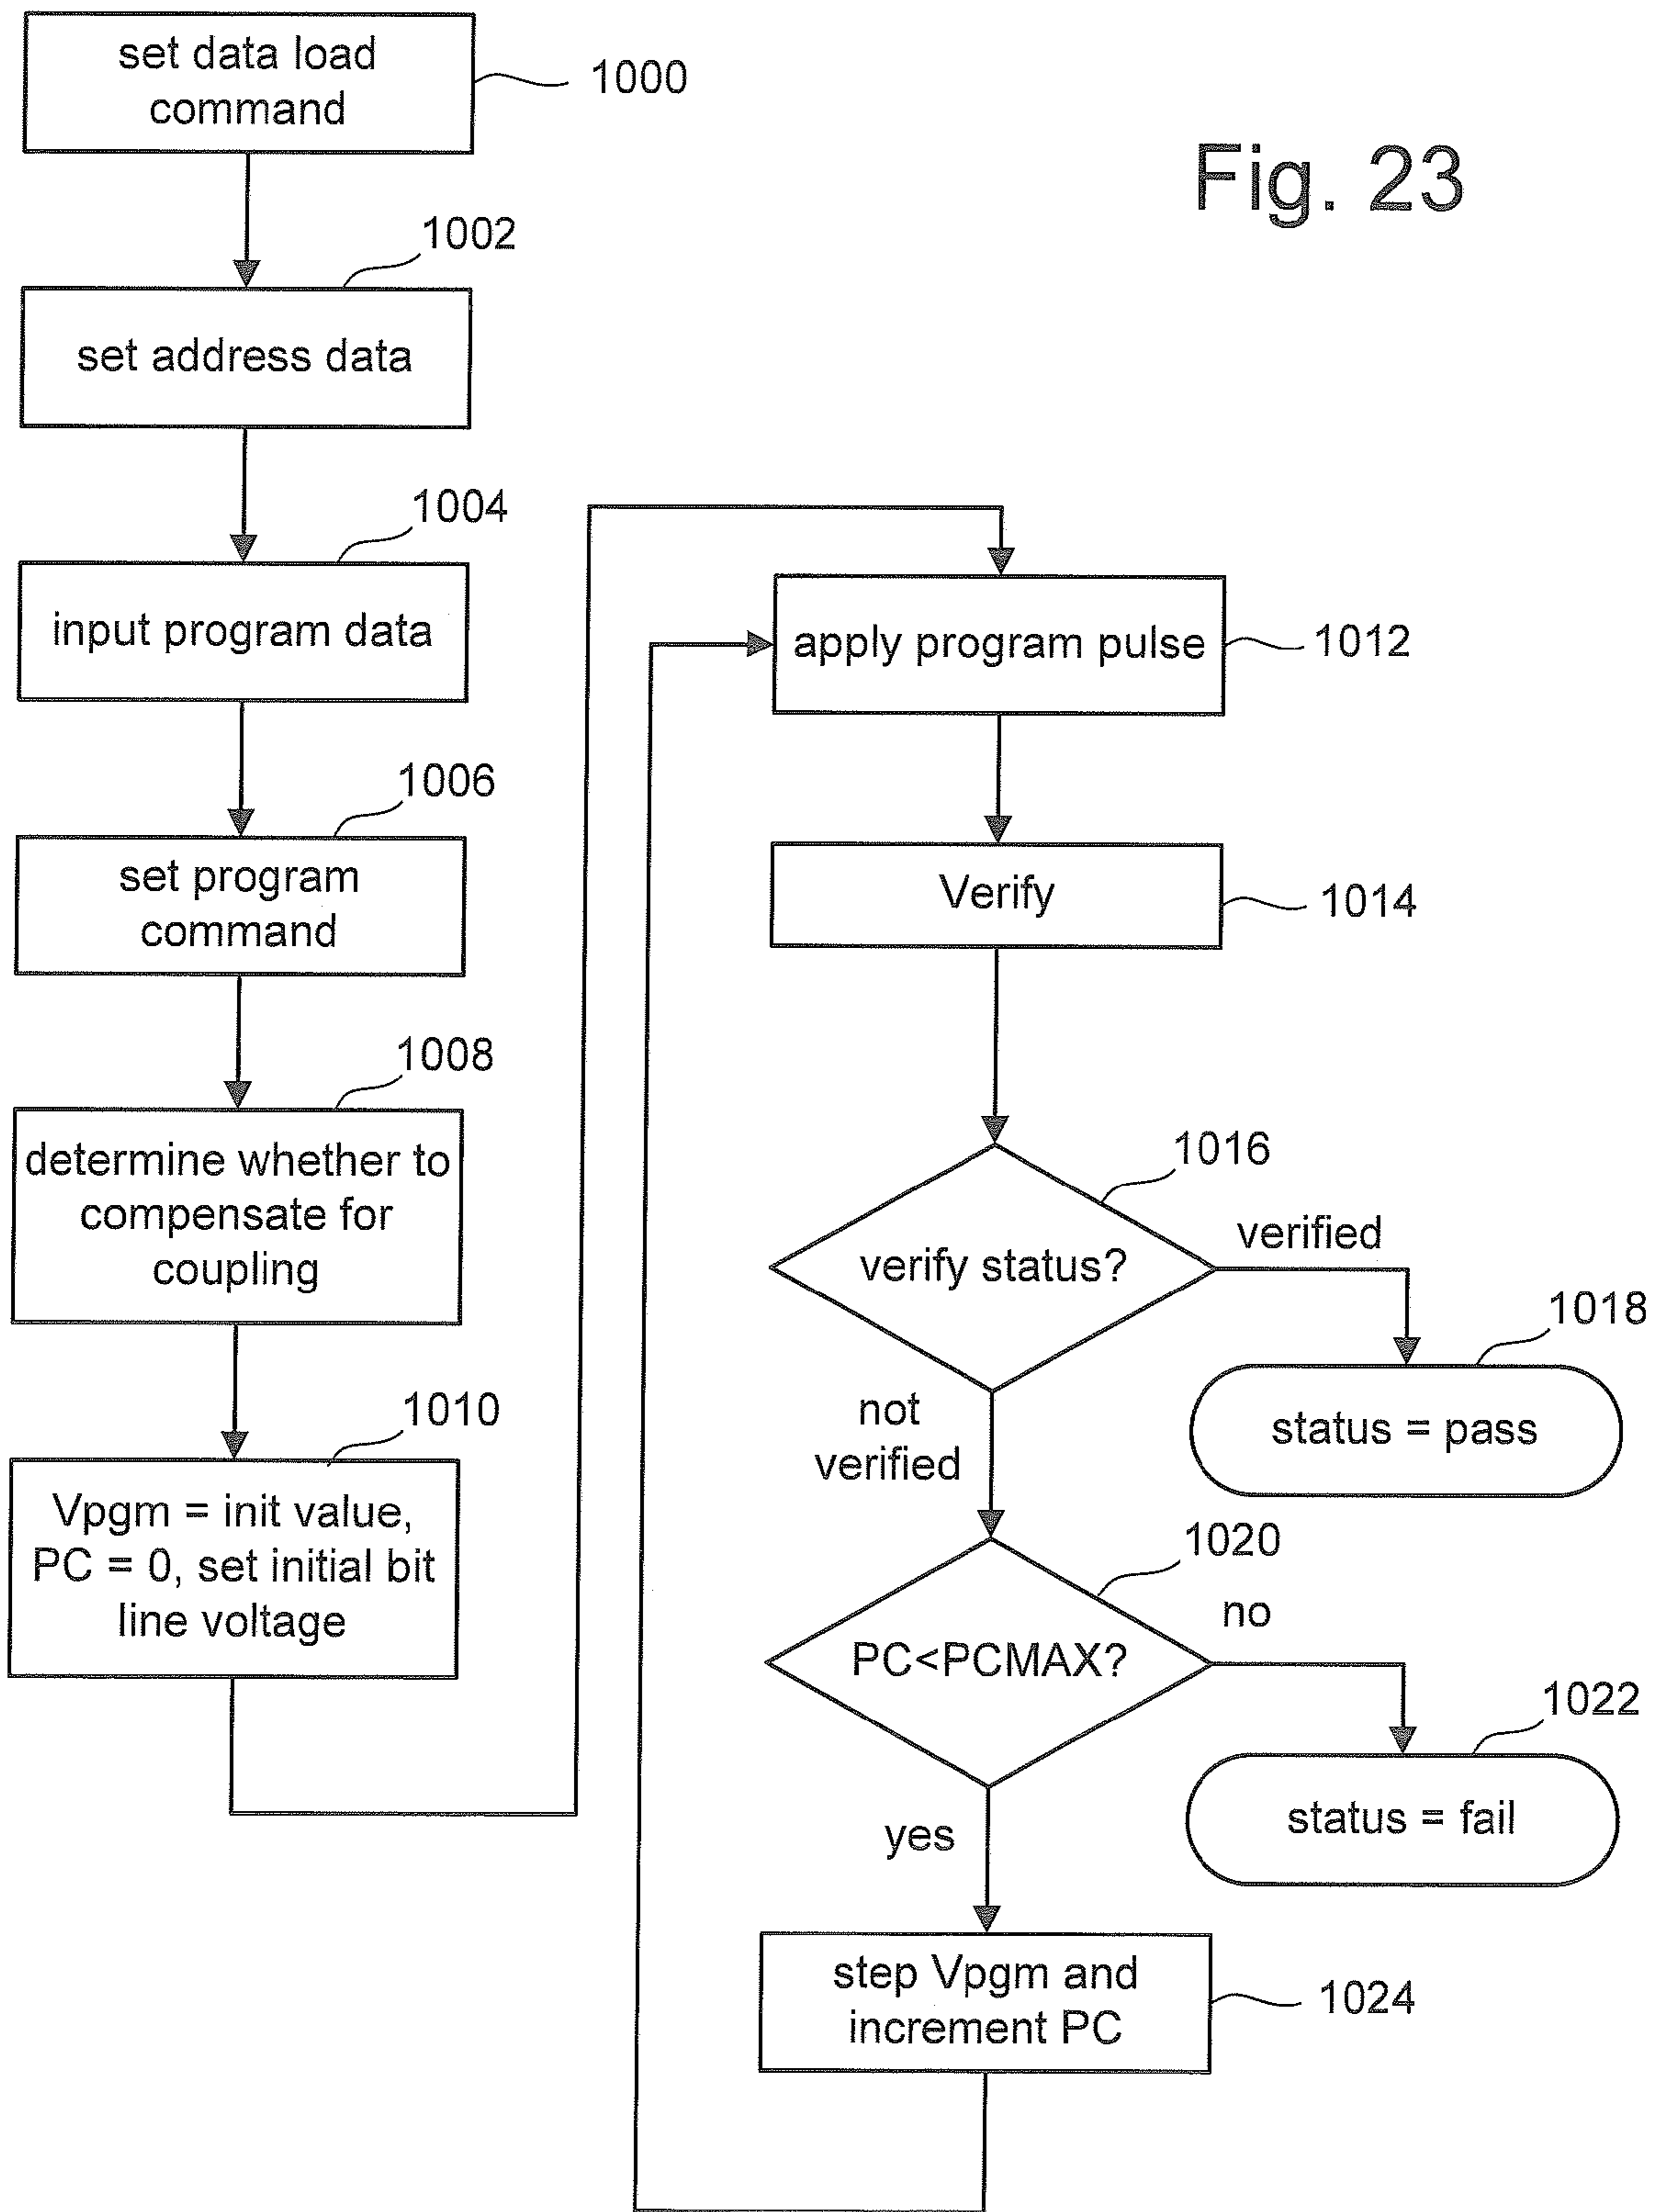 Fig. 23
set data load
command
1000
1002
set address data
1004
input program data
1006
set program
command
1008
determine whether to
compensate for
coupling
1010
Vpgm = init value,
PC = 0, set initial bit
line voltage
apply program pulse
1012
Verify
1014
1016
verify status?
verified
1018
status = pass
not
verified
1020
PC<PCMAX?
no
1022
status = fail
yes
step Vpgm and
increment PC
1024